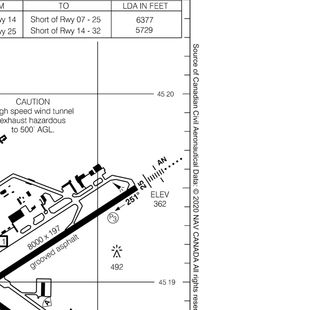 M TO LDA IN FEET
y 14 Short of Rwy 07 - 25 6377
y 25 Short of Rwy 14 - 32 5729
45 20
CAUTION
gh speed wind tunnel
exhaust hazardous
to 500' AGL.
AN
25
251°
ELEV
362
8000 x 197
grooved asphalt
492
45 19
Source of Canadian Civil Aeronautical Data: © 2020 NAV CANADA All rights rese